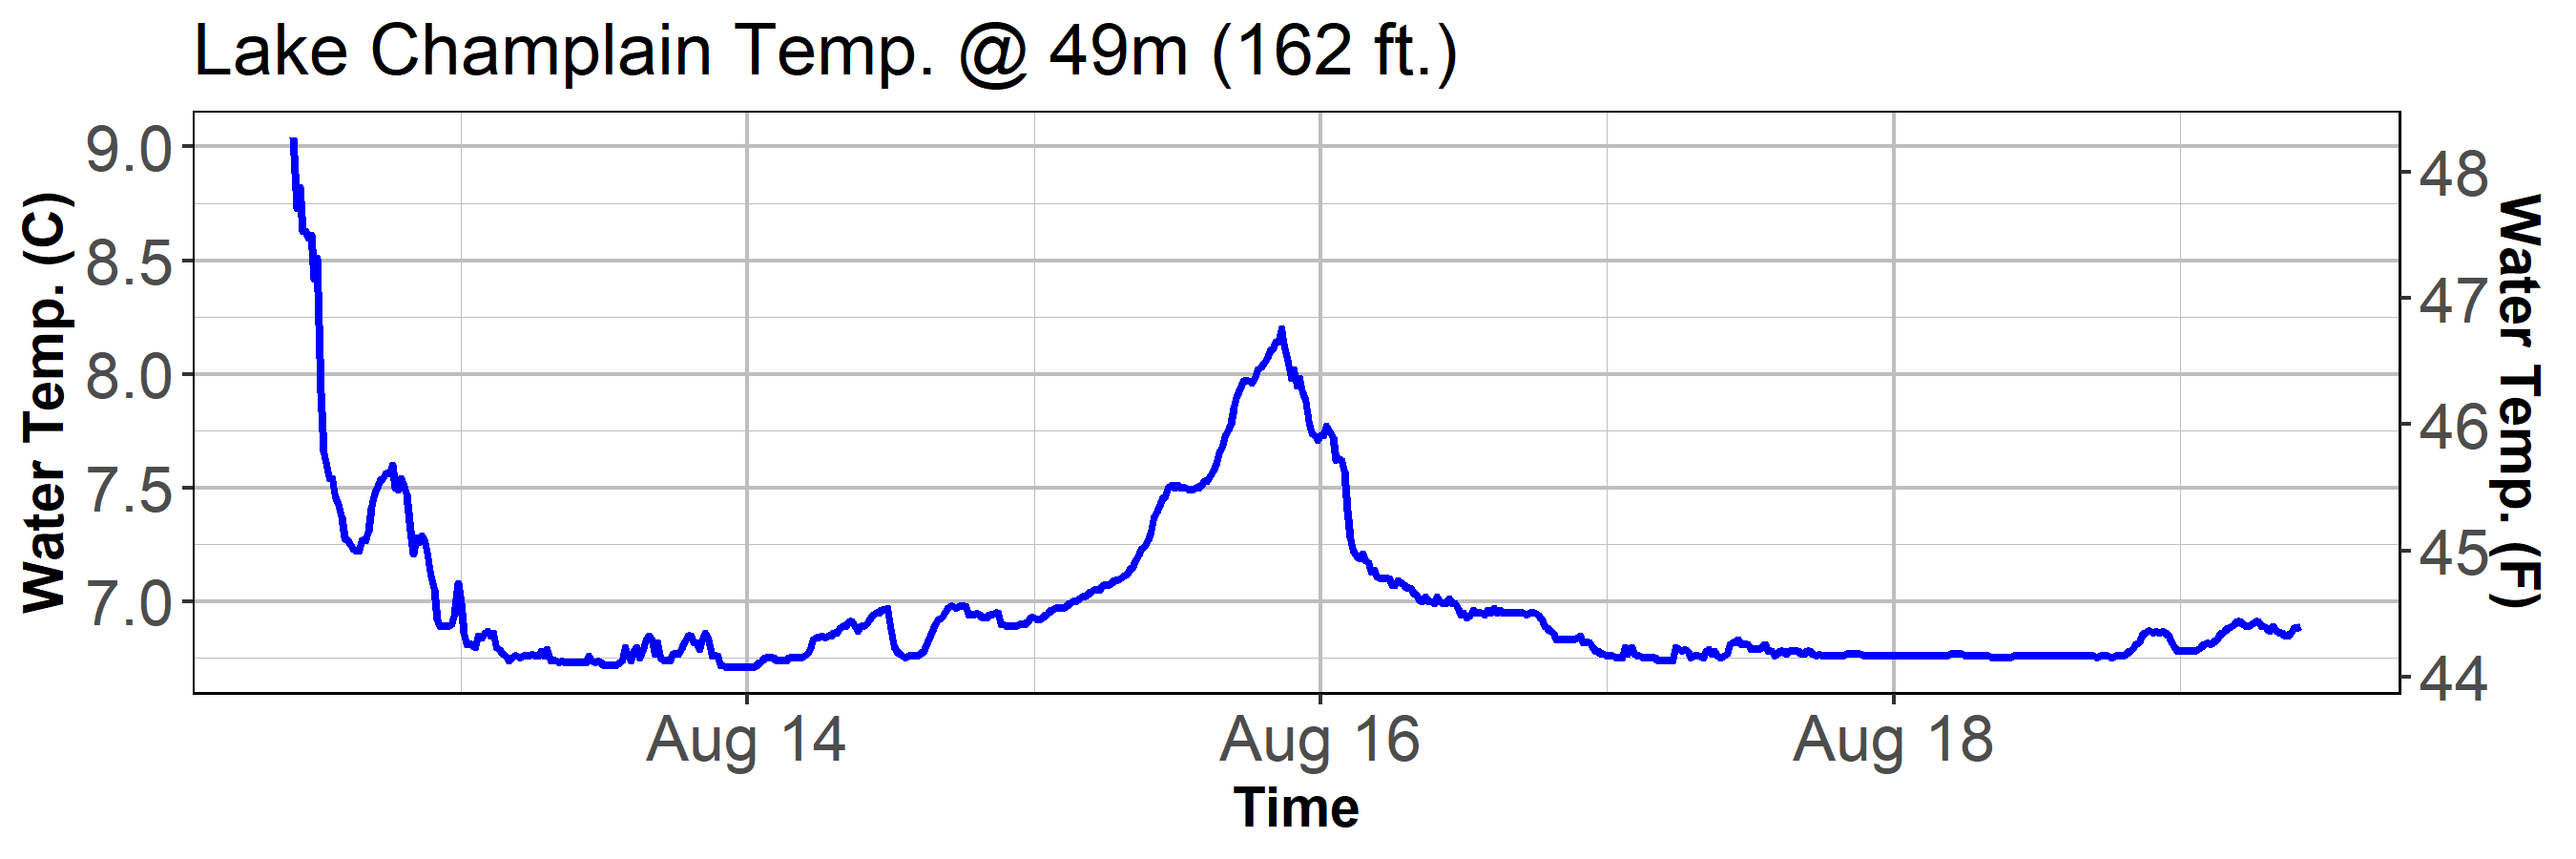 Lake Champlain Temp. @ 49m (162 ft.)
Water Temp. (C)
9.0
8.5
8.0
7.5
7.0
48
47
46
45
44
Water Temp. (F)
Aug 14 Aug 16 Aug 18
Time